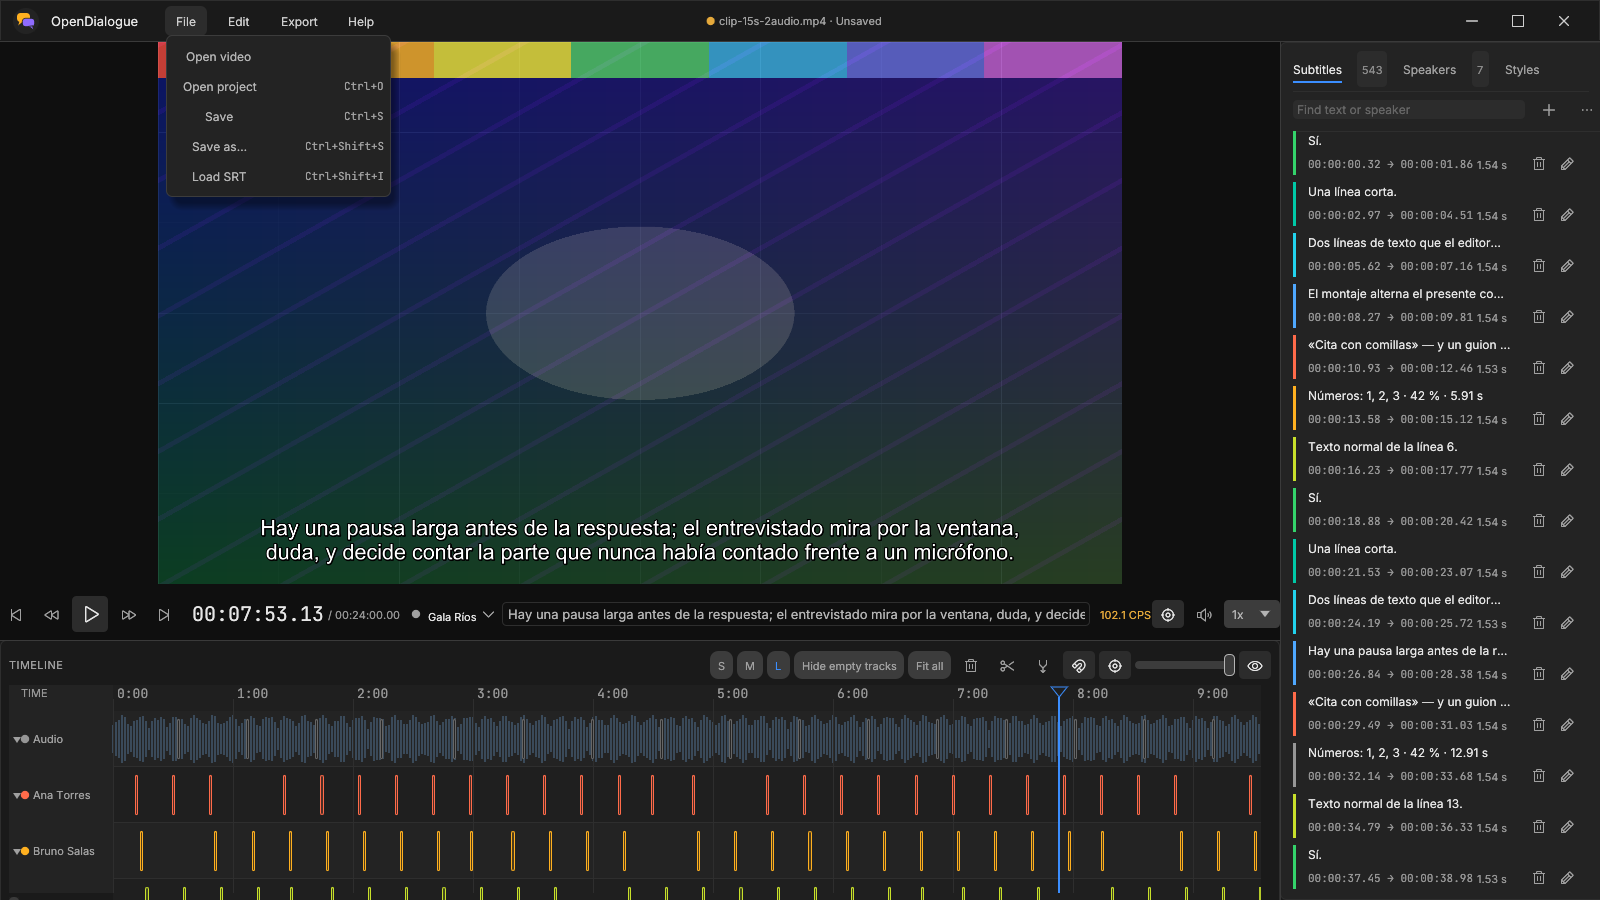 OpenDialogue
File
Edit
Export
Help
clip-15s-2audio.mp4 · Unsaved
Open video
Open project Ctrl+O
Save Ctrl+S
Save as... Ctrl+Shift+S
Load SRT Ctrl+Shift+I
Hay una pausa larga antes de la respuesta; el entrevistado mira por la ventana,
duda, y decide contar la parte que nunca había contado frente a un micrófono.
00:07:53.13 / 00:24:00.00
Gala Ríos
Hay una pausa larga antes de la respuesta; el entrevistado mira por la ventana, duda, y decide
102.1 CPS
1x
TIMELINE
S
M
L
Hide empty tracks
Fit all
TIME
0:00
1:00
2:00
3:00
4:00
5:00
6:00
7:00
8:00
9:00
Audio
Ana Torres
Bruno Salas
Subtitles 543
Speakers 7
Styles
Find text or speaker
Sí.
00:00:00.32 → 00:00:01.86 1.54 s
Una línea corta.
00:00:02.97 → 00:00:04.51 1.54 s
Dos líneas de texto que el editor...
00:00:05.62 → 00:00:07.16 1.54 s
El montaje alterna el presente co...
00:00:08.27 → 00:00:09.81 1.54 s
«Cita con comillas» — y un guion ...
00:00:10.93 → 00:00:12.46 1.53 s
Números: 1, 2, 3 · 42 % · 5.91 s
00:00:13.58 → 00:00:15.12 1.54 s
Texto normal de la línea 6.
00:00:16.23 → 00:00:17.77 1.54 s
Sí.
00:00:18.88 → 00:00:20.42 1.54 s
Una línea corta.
00:00:21.53 → 00:00:23.07 1.54 s
Dos líneas de texto que el editor...
00:00:24.19 → 00:00:25.72 1.53 s
Hay una pausa larga antes de la r...
00:00:26.84 → 00:00:28.38 1.54 s
«Cita con comillas» — y un guion ...
00:00:29.49 → 00:00:31.03 1.54 s
Números: 1, 2, 3 · 42 % · 12.91 s
00:00:32.14 → 00:00:33.68 1.54 s
Texto normal de la línea 13.
00:00:34.79 → 00:00:36.33 1.54 s
Sí.
00:00:37.45 → 00:00:38.98 1.53 s